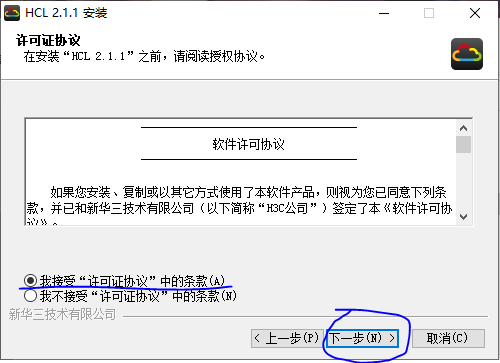 HCL 2.1.1 安装
许可证协议
在安装“HCL 2.1.1”之前,请阅读授权协议。
软件许可协议
如果您安装、复制或以其它方式使用了本软件产品，则视为您已同意下列条
款，并已和新华三技术有限公司（以下简称“H3C公司”）签定了本《软件许可协
议》。
我接受“许可证协议”中的条款(A)
我不接受“许可证协议”中的条款(N)
新华三技术有限公司
< 上一步(P)
下一步(N) >
取消(C)